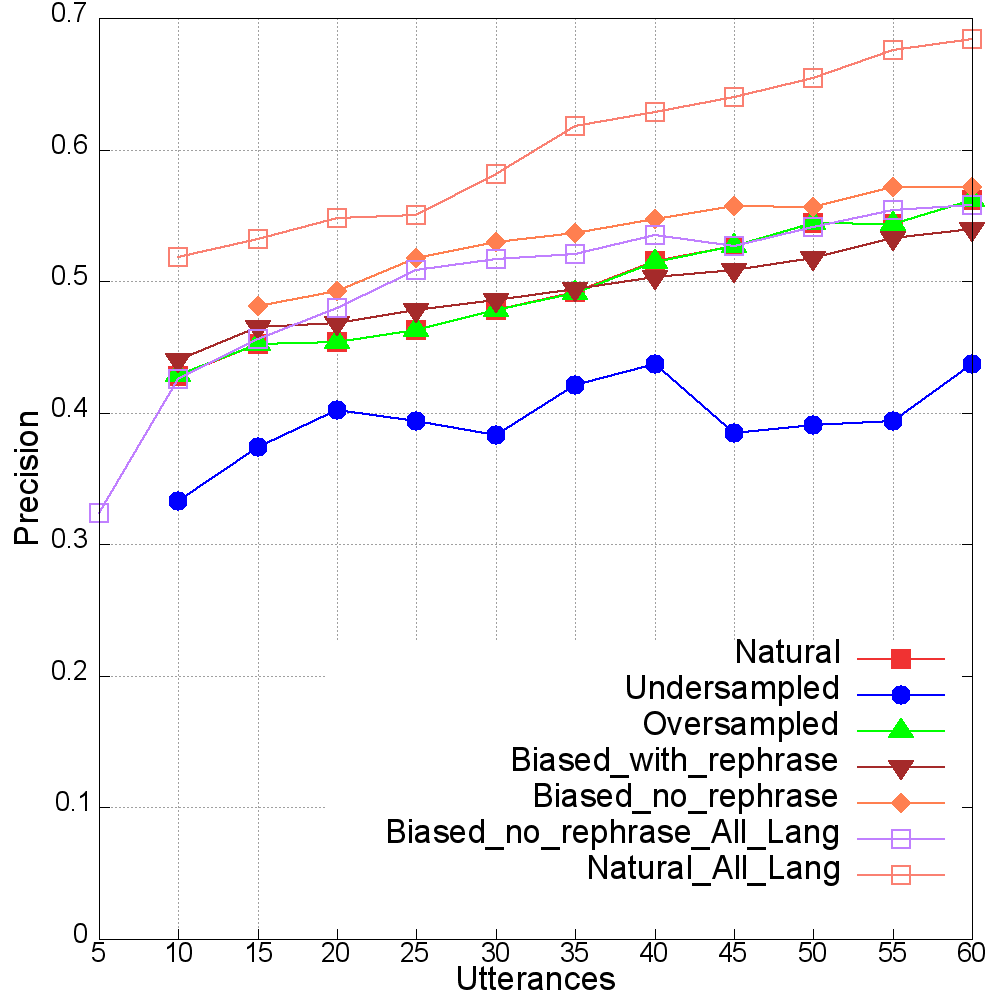 0.7
0.6
0.5
0.4
0.3
0.2
0.1
0
Precision
Natural
Undersampled
Oversampled
Biased_with_rephrase
Biased_no_rephrase
Biased_no_rephrase_All_Lang
Natural_All_Lang
5 10 15 20 25 30 35 40 45 50 55 60
Utterances